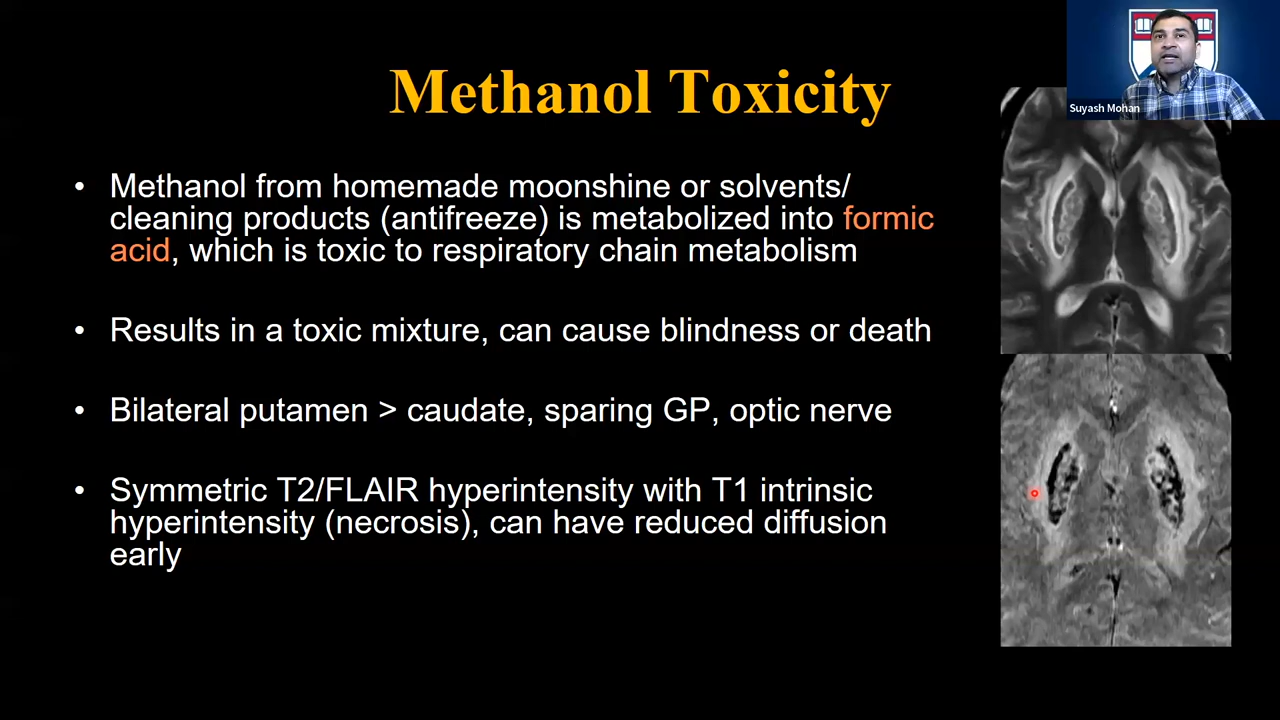 Suyash Mohan
Methanol Toxicity
• Methanol from homemade moonshine or solvents/
cleaning products (antifreeze) is metabolized into formic
acid, which is toxic to respiratory chain metabolism
• Results in a toxic mixture, can cause blindness or death
• Bilateral putamen > caudate, sparing GP, optic nerve
• Symmetric T2/FLAIR hyperintensity with T1 intrinsic
hyperintensity (necrosis), can have reduced diffusion
early